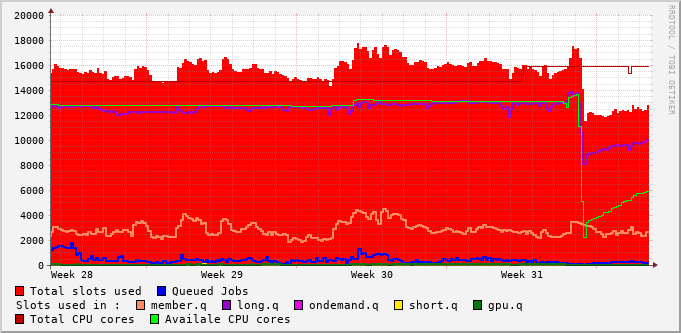 RRDTOOL / TOBI OETIKER
20000
18000
16000
14000
12000
10000
8000
6000
4000
2000
0
Week 28 Week 29 Week 30 Week 31
Total slots used Queued Jobs
Slots used in : member.q long.q ondemand.q short.q gpu.q
Total CPU cores Availale CPU cores